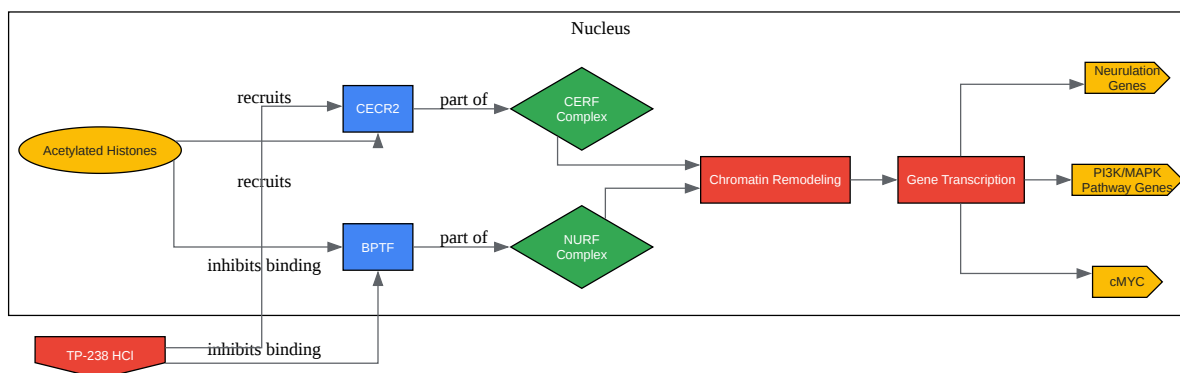 Nucleus
Neurulation
Genes
recruits
CECR2
part of
CERF
Complex
Acetylated Histones
recruits
Chromatin Remodeling
Gene Transcription
PI3K/MAPK
Pathway Genes
BPTF
part of
NURF
Complex
inhibits binding
cMYC
TP-238 HCl
inhibits binding